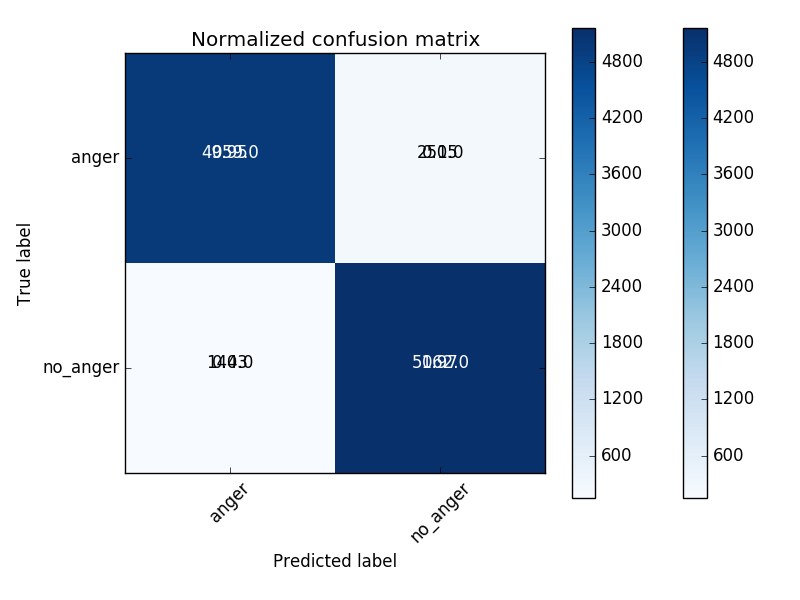 Normalized confusion matrix
True label
anger
no_anger
anger
no_anger
Predicted label
4800
4200
3600
3000
2400
1800
1200
600
4800
4200
3600
3000
2400
1800
1200
600